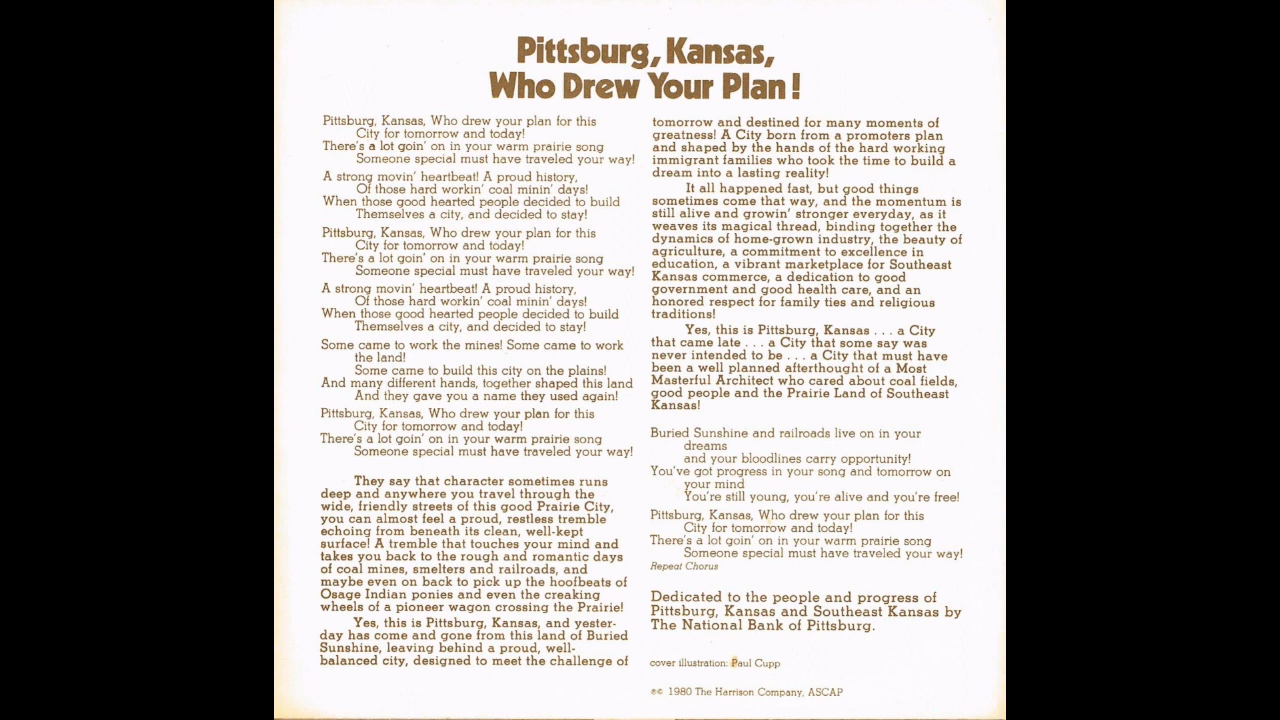 Pittsburg, Kansas,
Who Drew Your Plan!
Pittsburg, Kansas, Who drew your plan for this
City for tomorrow and today!
There's a lot goin' on in your warm prairie song
Someone special must have traveled your way!
A strong movin' heartbeat! A proud history,
Of those hard workin' coal minin' days!
When those good hearted people decided to build
Themselves a city, and decided to stay!
Pittsburg, Kansas, Who drew your plan for this
City for tomorrow and today!
There's a lot goin' on in your warm prairie song
Someone special must have traveled your way!
A strong movin' heartbeat! A proud history,
Of those hard workin' coal minin' days!
When those good hearted people decided to build
Themselves a city, and decided to stay!
Some came to work the mines! Some came to work
the land!
Some came to build this city on the plains!
And many different hands, together shaped this land
And they gave you a name they used again!
Pittsburg, Kansas, Who drew your plan for this
City for tomorrow and today!
There's a lot goin' on in your warm prairie song
Someone special must have traveled your way!
They say that character sometimes runs
deep and anywhere you travel through the
wide, friendly streets of this good Prairie City,
you can almost feel a proud, restless tremble
echoing from beneath its clean, well-kept
surface! A tremble that touches your mind and
takes you back to the rough and romantic days
of coal mines, smelters and railroads, and
maybe even on back to pick up the hoofbeats of
Osage Indian ponies and even the creaking
wheels of a pioneer wagon crossing the Prairie!
Yes, this is Pittsburg, Kansas, and yester-
day has come and gone from this land of Buried
Sunshine, leaving behind a proud, well-
balanced city, designed to meet the challenge of
tomorrow and destined for many moments of
greatness! A City born from a promoters plan
and shaped by the hands of the hard working
immigrant families who took the time to build a
dream into a lasting reality!
It all happened fast, but good things
sometimes come that way, and the momentum is
still alive and growin' stronger everyday, as it
weaves its magical thread, binding together the
dynamics of home-grown industry, the beauty of
agriculture, a commitment to excellence in
education, a vibrant marketplace for Southeast
Kansas commerce, a dedication to good
government and good health care, and an
honored respect for family ties and religious
traditions!
Yes, this is Pittsburg, Kansas . . . a City
that came late . . . a City that some say was
never intended to be . . . a City that must have
been a well planned afterthought of a Most
Masterful Architect who cared about coal fields,
good people and the Prairie Land of Southeast
Kansas!
Buried Sunshine and railroads live on in your
dreams
and your bloodlines carry opportunity!
You've got progress in your song and tomorrow on
your mind
You're still young, you're alive and you're free!
Pittsburg, Kansas, Who drew your plan for this
City for tomorrow and today!
There's a lot goin' on in your warm prairie song
Someone special must have traveled your way!
Repeat Chorus
Dedicated to the people and progress of
Pittsburg, Kansas and Southeast Kansas by
The National Bank of Pittsburg.
cover illustration: Paul Cupp
℗© 1980 The Harrison Company, ASCAP